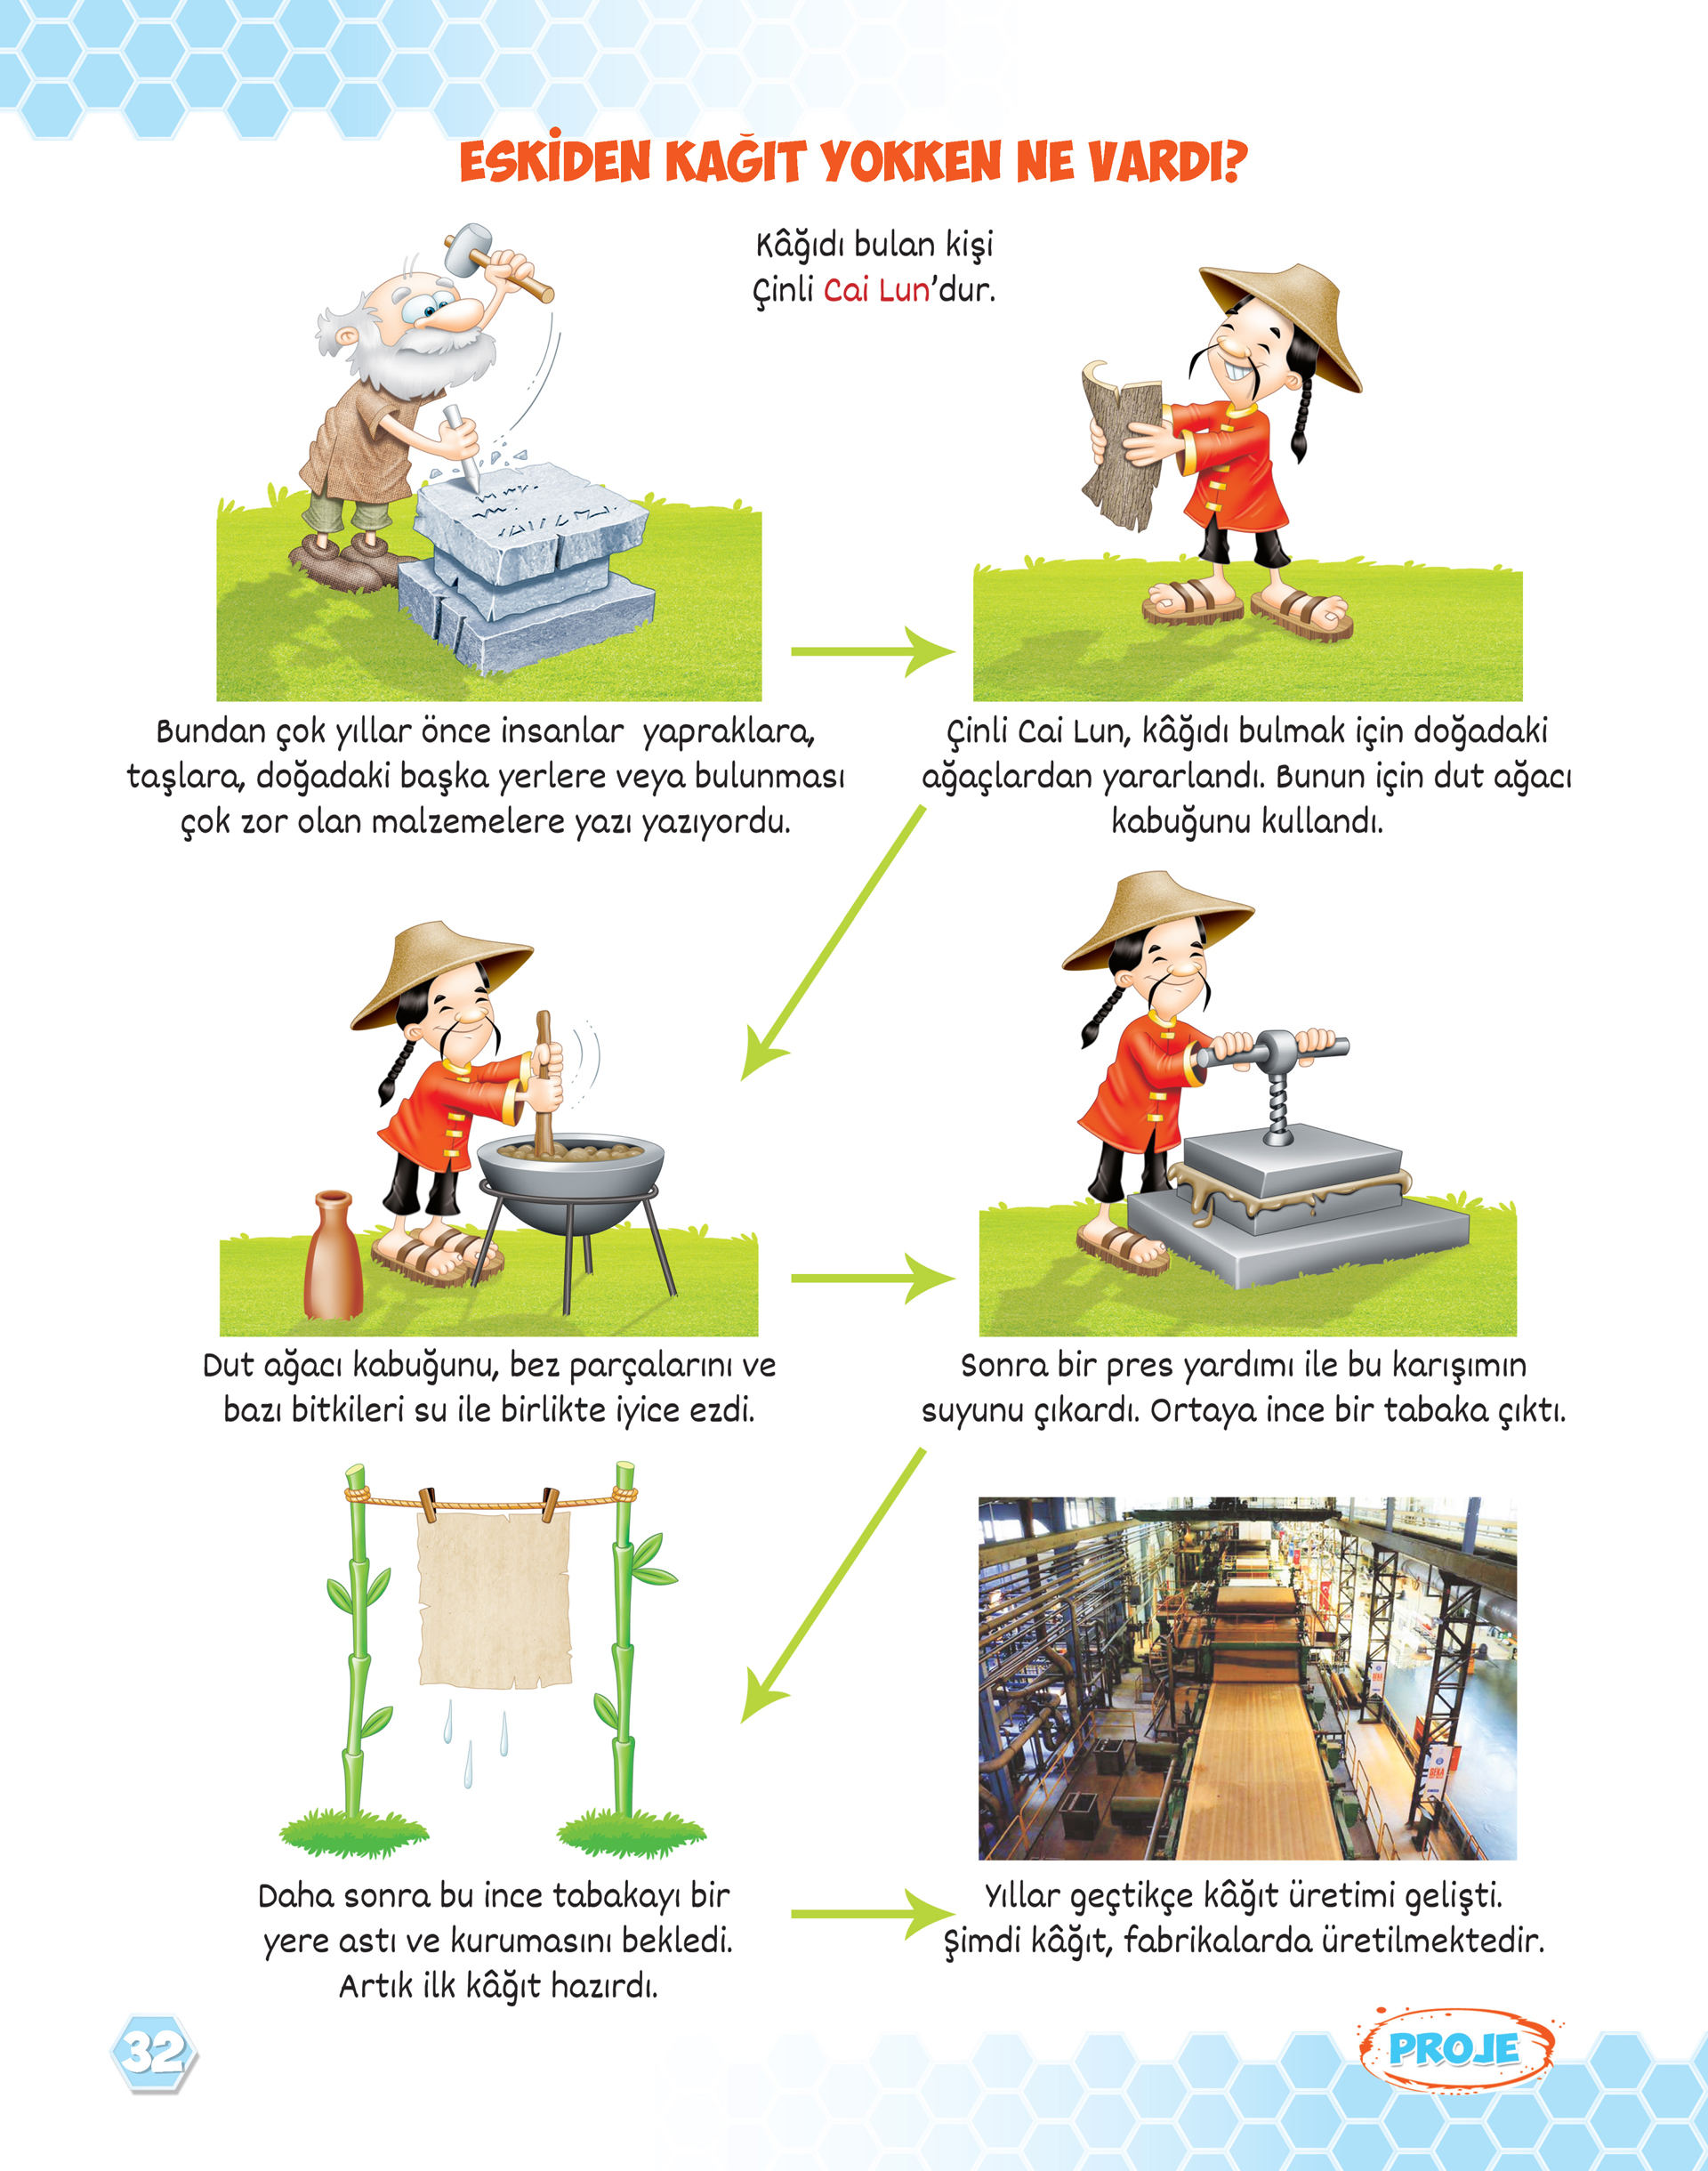 ESKİDEN KAĞIT YOKKEN NE VARDI?
Kâğıdı bulan kişi
Çinli Cai Lun'dur.
Bundan çok yıllar önce insanlar yapraklara,
taşlara, doğadaki başka yerlere veya bulunması
çok zor olan malzemelere yazı yazıyordu.
Çinli Cai Lun, kâğıdı bulmak için doğadaki
ağaçlardan yararlandı. Bunun için dut ağacı
kabuğunu kullandı.
Dut ağacı kabuğunu, bez parçalarını ve
bazı bitkileri su ile birlikte iyice ezdi.
Sonra bir pres yardımı ile bu karışımın
suyunu çıkardı. Ortaya ince bir tabaka çıktı.
Daha sonra bu ince tabakayı bir
yere astı ve kurumasını bekledi.
Artık ilk kâğıt hazırdı.
SEKA
Yıllar geçtikçe kâğıt üretimi gelişti.
Şimdi kâğıt, fabrikalarda üretilmektedir.
32
PROJE